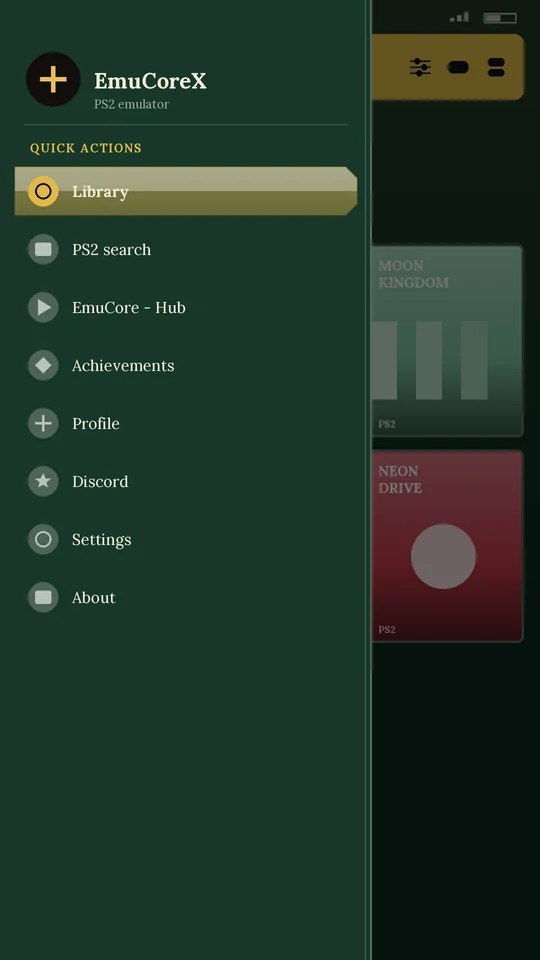 EmuCoreX
PS2 emulator
QUICK ACTIONS
Library
PS2 search
EmuCore - Hub
Achievements
Profile
Discord
Settings
About
MOON
KINGDOM
PS2
NEON
DRIVE
PS2